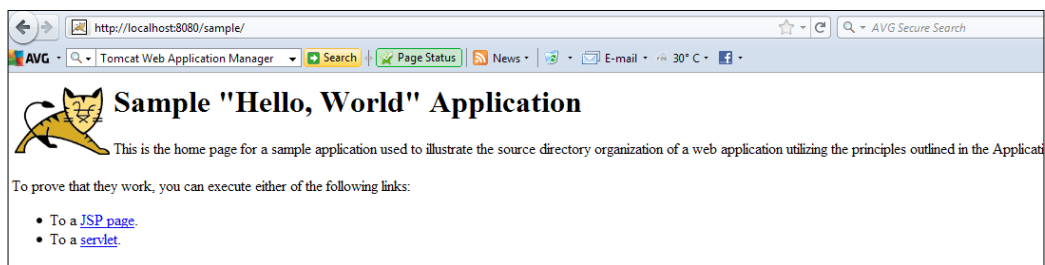 http://localhost:8080/sample/
AVG Secure Search
AVG Tomcat Web Application Manager Search Page Status News E-mail 30° C
Sample "Hello, World" Application
This is the home page for a sample application used to illustrate the source directory organization of a web application utilizing the principles outlined in the Applicati
To prove that they work, you can execute either of the following links:
• To a JSP page.
• To a servlet.